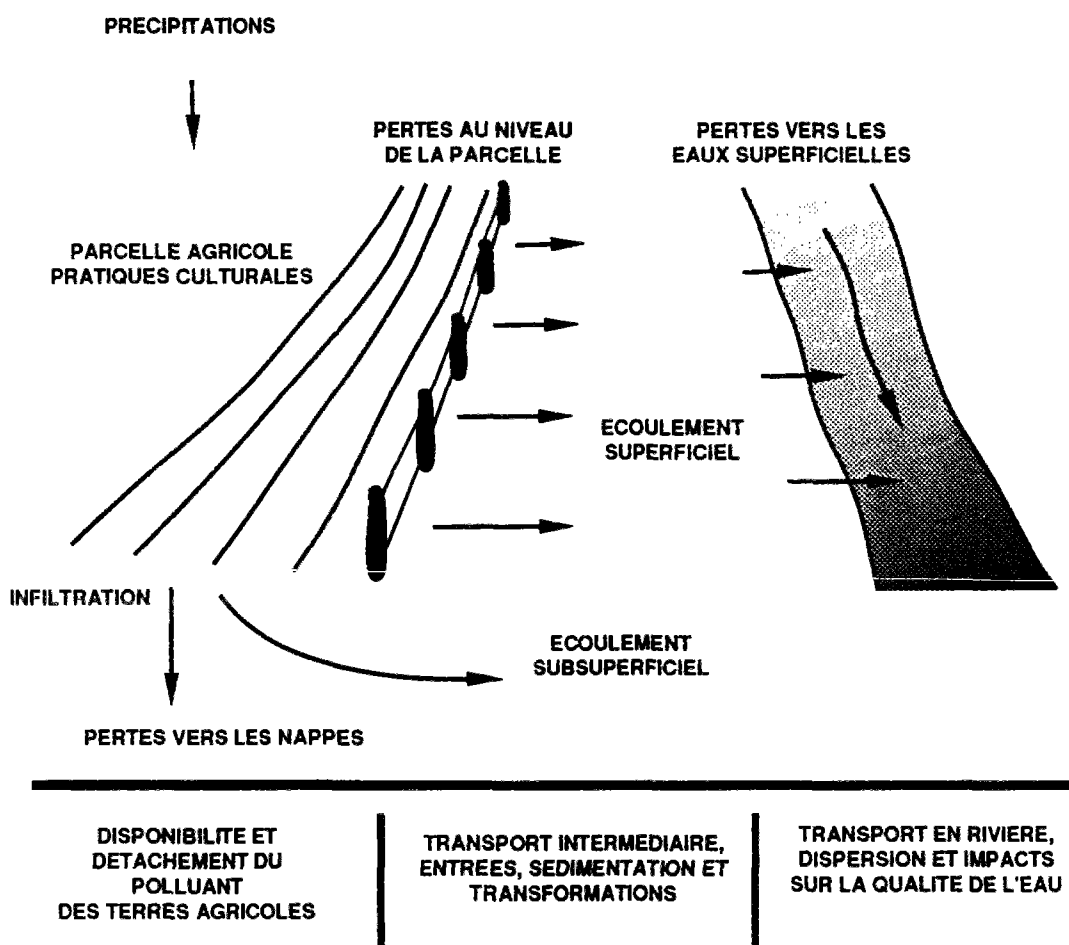 PRECIPITATIONS
PERTES AU NIVEAU
DE LA PARCELLE
PERTES VERS LES
EAUX SUPERFICIELLES
PARCELLE AGRICOLE
PRATIQUES CULTURALES
ECOULEMENT
SUPERFICIEL
INFILTRATION
ECOULEMENT
SUBSUPERFICIEL
PERTES VERS LES NAPPES
DISPONIBILITE ET
DETACHEMENT DU
POLLUANT
DES TERRES AGRICOLES
TRANSPORT INTERMEDIAIRE,
ENTREES, SEDIMENTATION ET
TRANSFORMATIONS
TRANSPORT EN RIVIERE,
DISPERSION ET IMPACTS
SUR LA QUALITE DE L'EAU